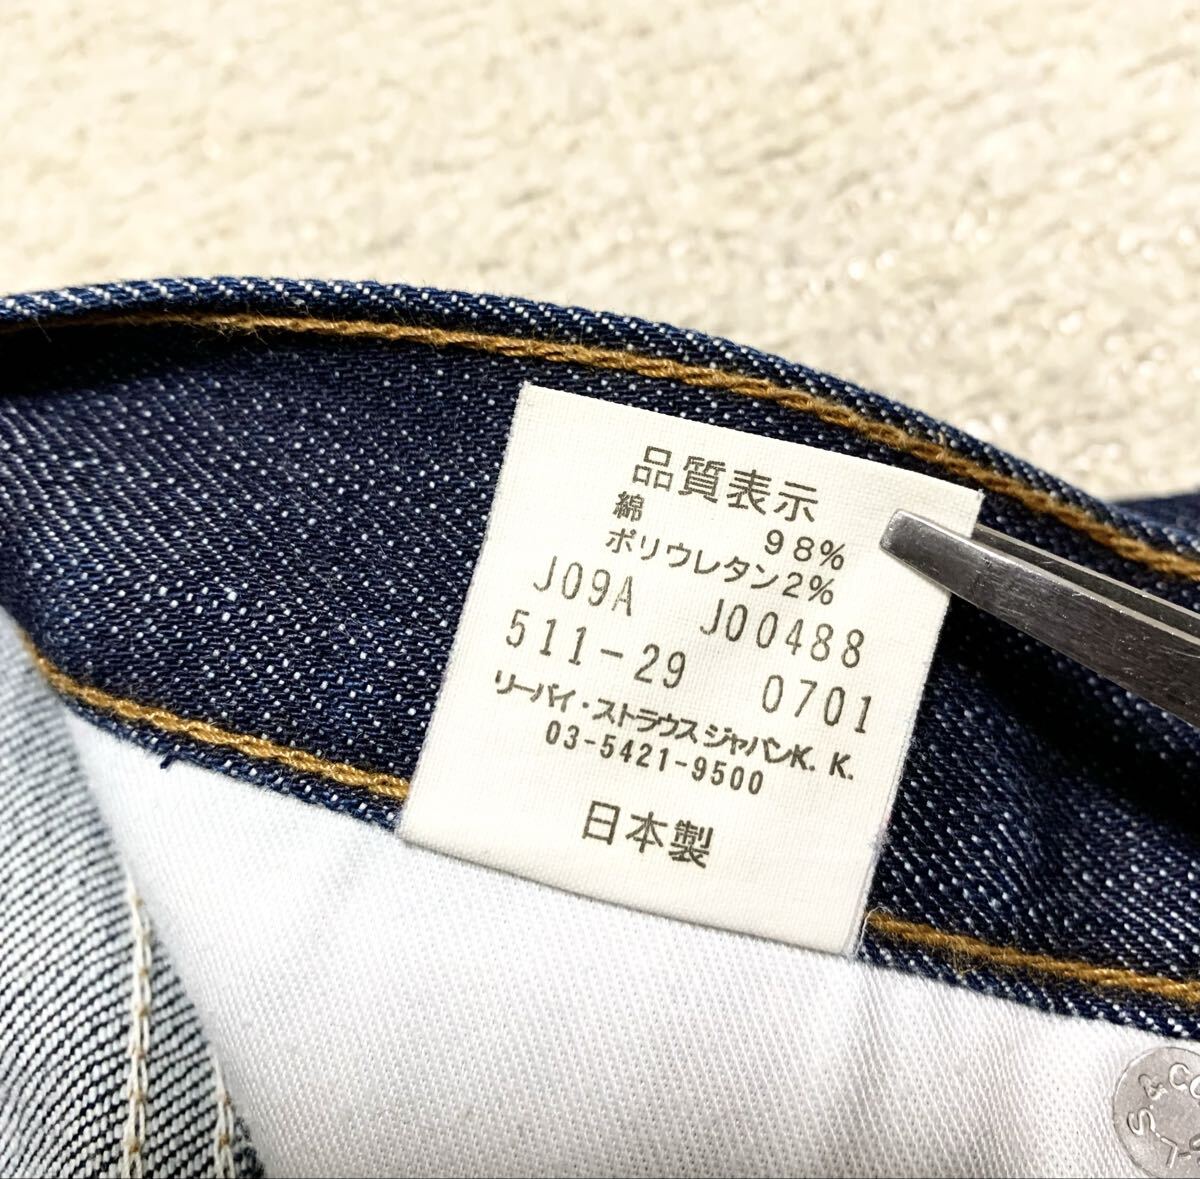 品質表示
綿 98%
ポリウレタン2%
J09A J00488
511-29 0701
リーバイ・ストラウス ジャパンK. K.
03-5421-9500
日本製
S. & CO